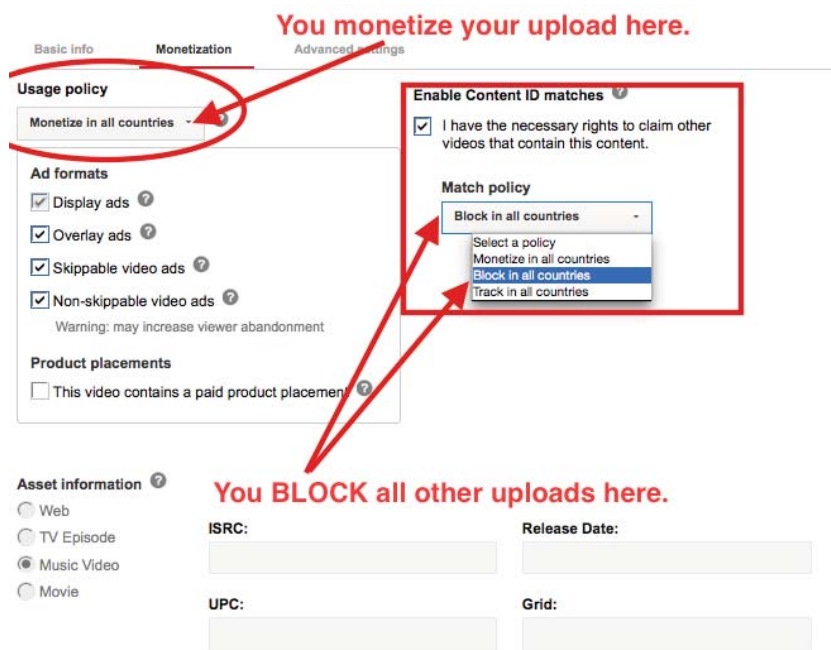 You monetize your upload here.
Basic info Monetization Advanced settings
Usage policy
Monetize in all countries
Ad formats
Display ads
Overlay ads
Skippable video ads
Non-skippable video ads
Warning: may increase viewer abandonment
Product placements
This video contains a paid product placement
Enable Content ID matches
I have the necessary rights to claim other
videos that contain this content.
Match policy
Block in all countries
Select a policy
Monetize in all countries
Block in all countries
Track in all countries
You BLOCK all other uploads here.
Asset information
Web
TV Episode
Music Video
Movie
ISRC:
Release Date:
UPC:
Grid: